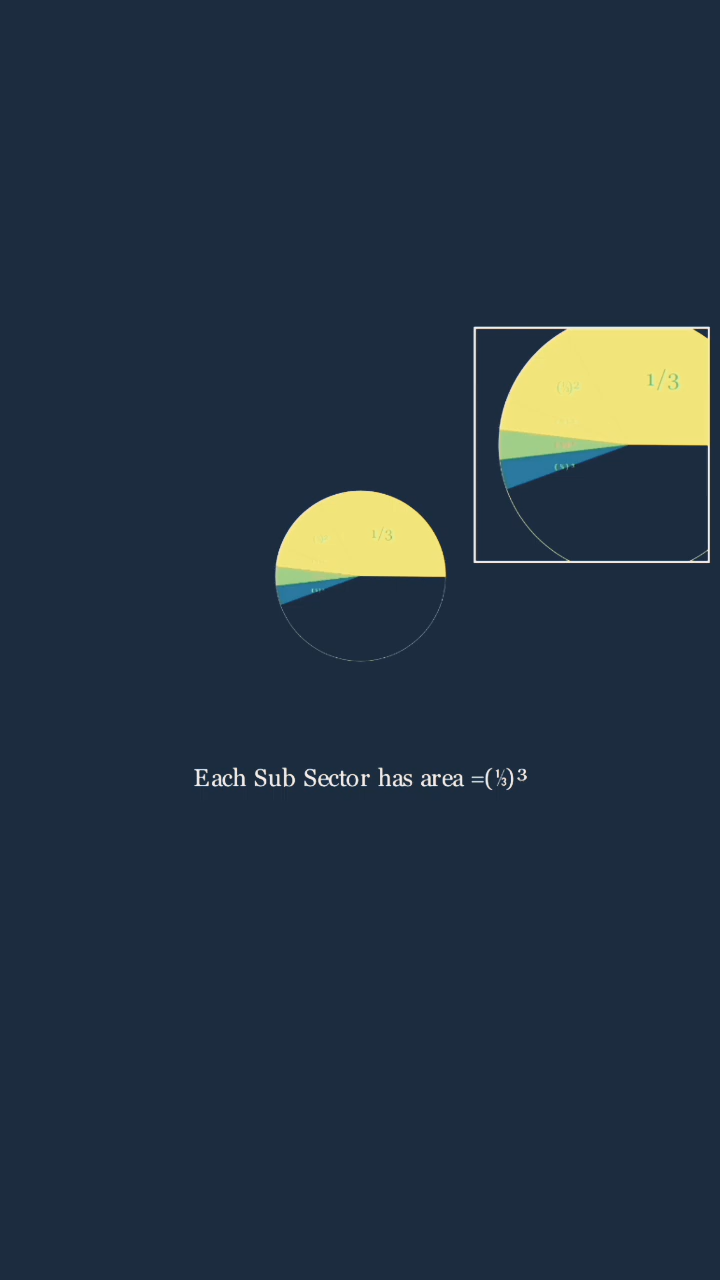 1/3
1/3
Each Sub Sector has area =(⅓)³